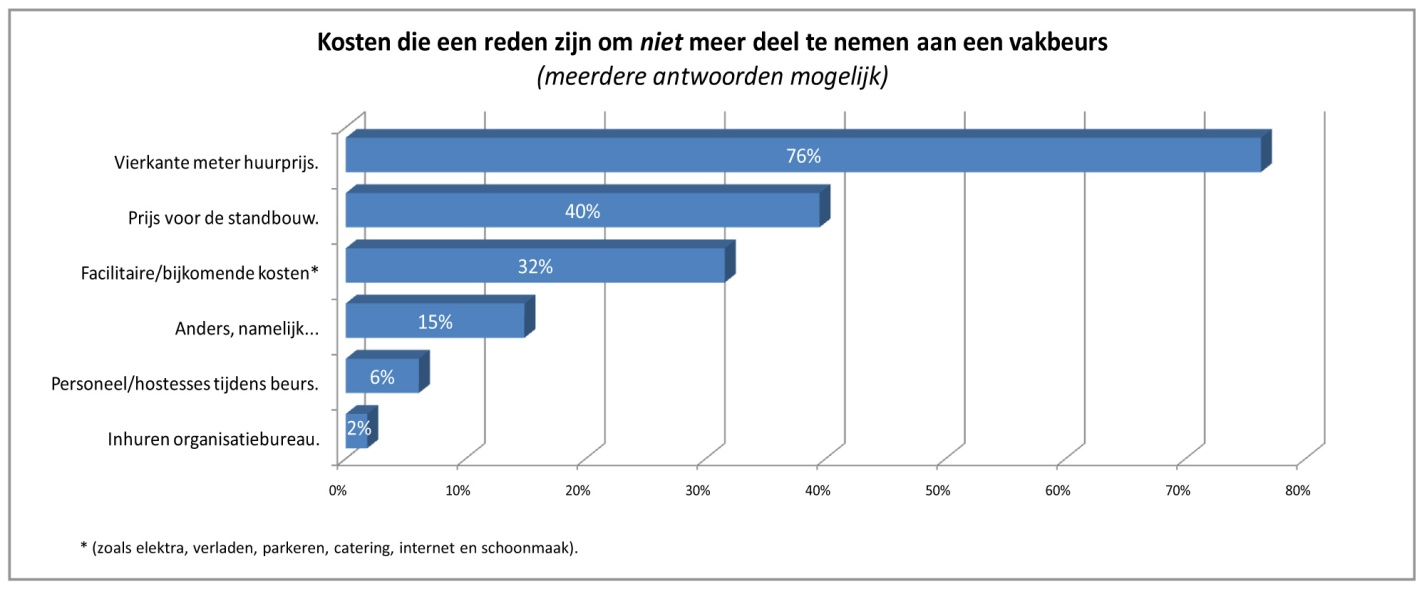 Kosten die een reden zijn om niet meer deel te nemen aan een vakbeurs
(meerdere antwoorden mogelijk)
Vierkante meter huurprijs.
76%
Prijs voor de standbouw.
40%
Facilitaire/bijkomende kosten*
32%
Anders, namelijk...
15%
Personeel/hostesses tijdens beurs.
6%
Inhuren organisatiebureau.
2%
0% 10% 20% 30% 40% 50% 60% 70% 80%
* (zoals elektra, verladen, parkeren, catering, internet en schoonmaak).